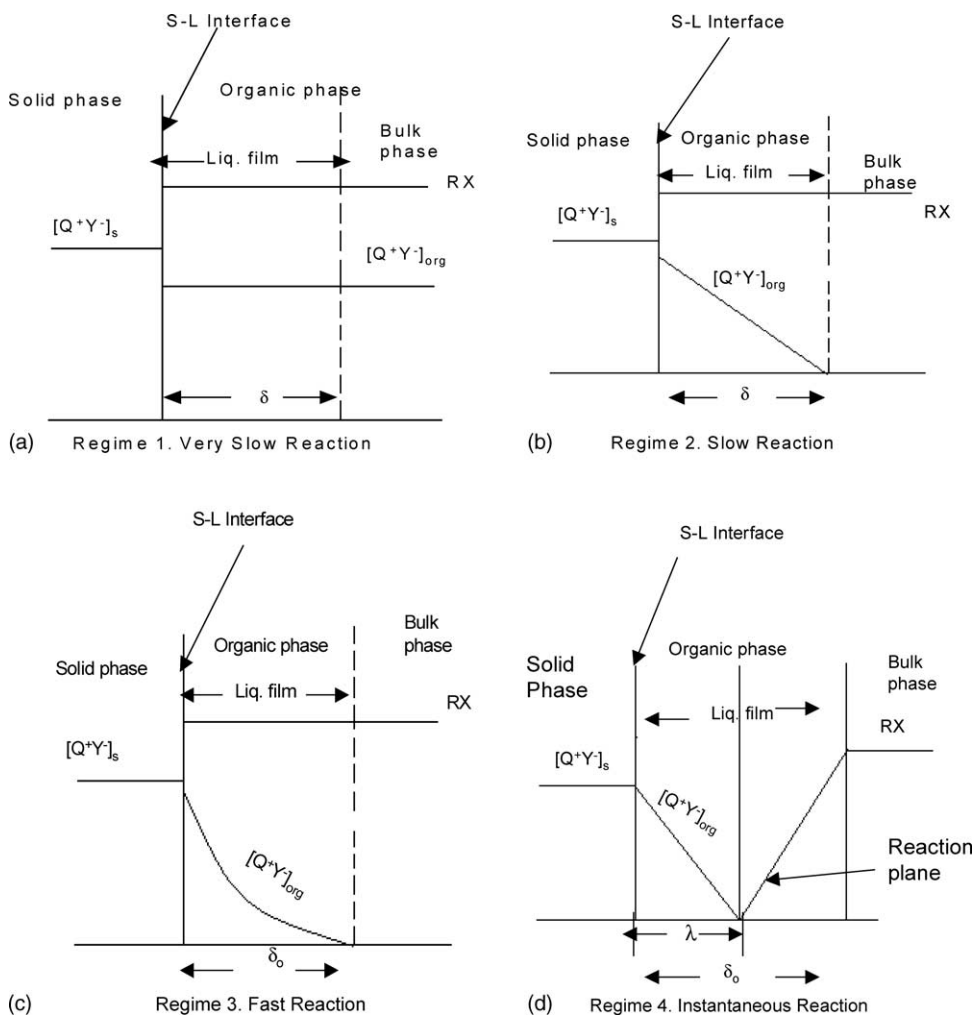 S-L Interface
Solid phase
Organic phase
Bulk
phase
Liq. film
RX
[Q⁺Y⁻]ₛ
[Q⁺Y⁻]org
δ
(a) Regime 1. Very Slow Reaction
S-L Interface
Solid phase
Organic phase
Bulk
phase
Liq. film
RX
[Q⁺Y⁻]ₛ
[Q⁺Y⁻]org
δ
(b) Regime 2. Slow Reaction
S-L Interface
Solid phase
Organic phase
Bulk
phase
Liq. film
RX
[Q⁺Y⁻]ₛ
[Q⁺Y⁻]org
δo
(c) Regime 3. Fast Reaction
S-L Interface
Solid
Phase
Organic phase
Bulk
phase
Liq. film
RX
[Q⁺Y⁻]ₛ
[Q⁺Y⁻]org
Reaction
plane
λ
δo
(d) Regime 4. Instantaneous Reaction